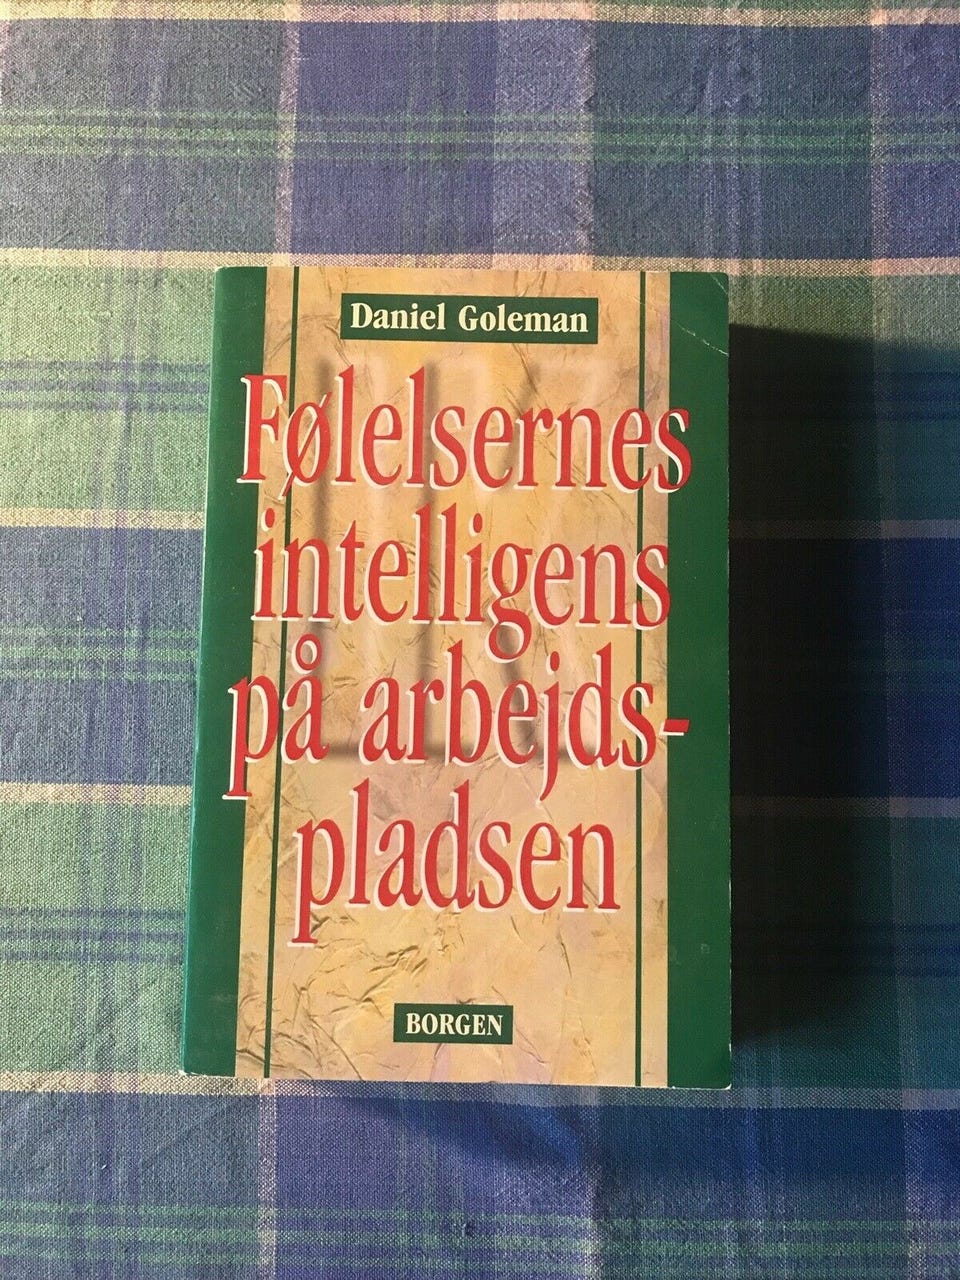 Daniel Goleman
Følelsernes
intelligens
på arbejds-
pladsen
BORGEN